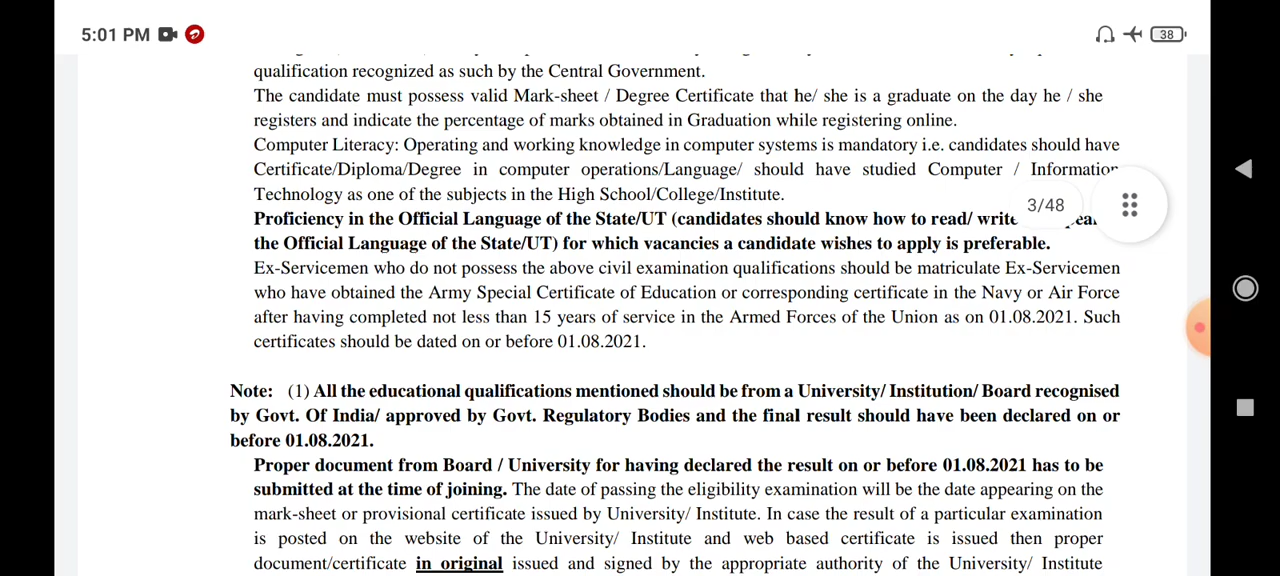 5:01 PM
38
qualification recognized as such by the Central Government.
The candidate must possess valid Mark-sheet / Degree Certificate that he/ she is a graduate on the day he / she
registers and indicate the percentage of marks obtained in Graduation while registering online.
Computer Literacy: Operating and working knowledge in computer systems is mandatory i.e. candidates should have
Certificate/Diploma/Degree in computer operations/Language/ should have studied Computer / Information
Technology as one of the subjects in the High School/College/Institute.
3/48
Proficiency in the Official Language of the State/UT (candidates should know how to read/ write
the Official Language of the State/UT) for which vacancies a candidate wishes to apply is preferable.
Ex-Servicemen who do not possess the above civil examination qualifications should be matriculate Ex-Servicemen
who have obtained the Army Special Certificate of Education or corresponding certificate in the Navy or Air Force
after having completed not less than 15 years of service in the Armed Forces of the Union as on 01.08.2021. Such
certificates should be dated on or before 01.08.2021.
Note: (1) All the educational qualifications mentioned should be from a University/ Institution/ Board recognised
by Govt. Of India/ approved by Govt. Regulatory Bodies and the final result should have been declared on or
before 01.08.2021.
Proper document from Board / University for having declared the result on or before 01.08.2021 has to be
submitted at the time of joining. The date of passing the eligibility examination will be the date appearing on the
mark-sheet or provisional certificate issued by University/ Institute. In case the result of a particular examination
is posted on the website of the University/ Institute and web based certificate is issued then proper
document/certificate in original issued and signed by the appropriate authority of the University/ Institute